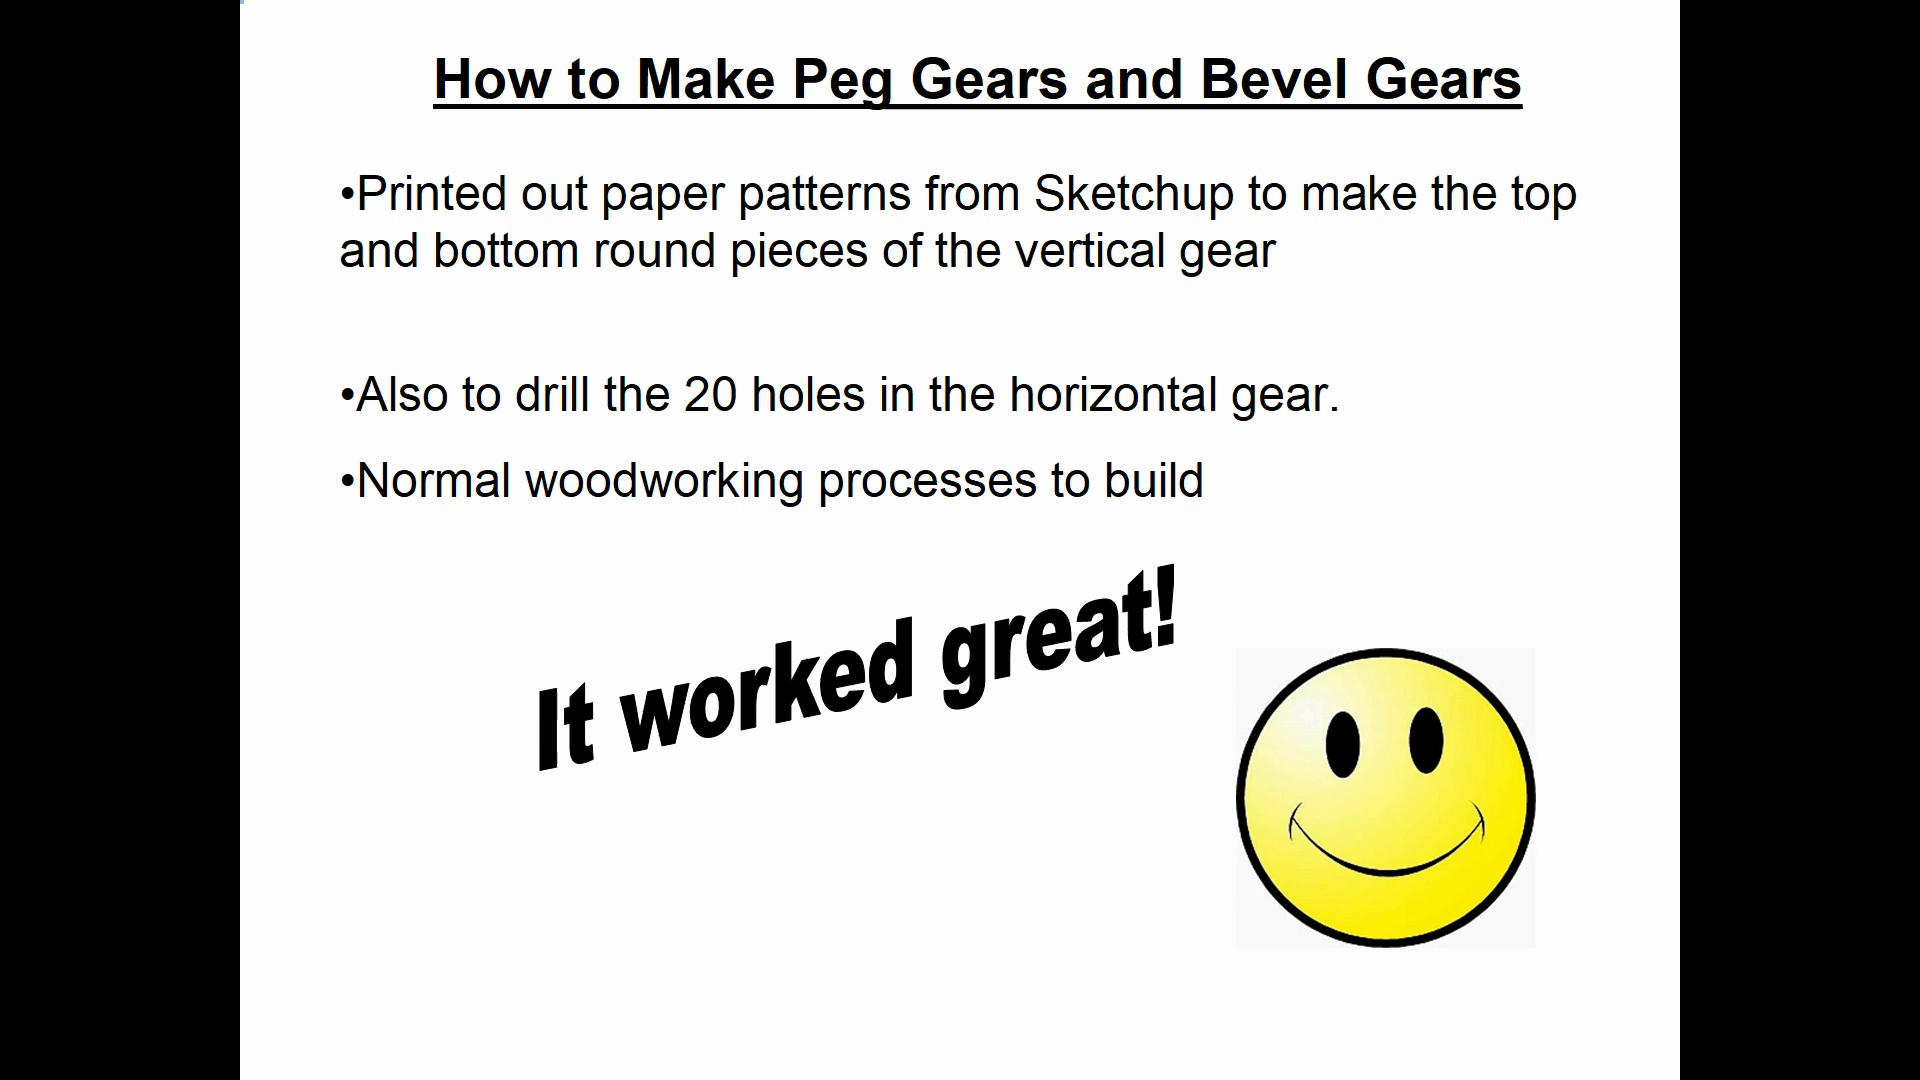 How to Make Peg Gears and Bevel Gears
•Printed out paper patterns from Sketchup to make the top
and bottom round pieces of the vertical gear
•Also to drill the 20 holes in the horizontal gear.
•Normal woodworking processes to build
It worked great!